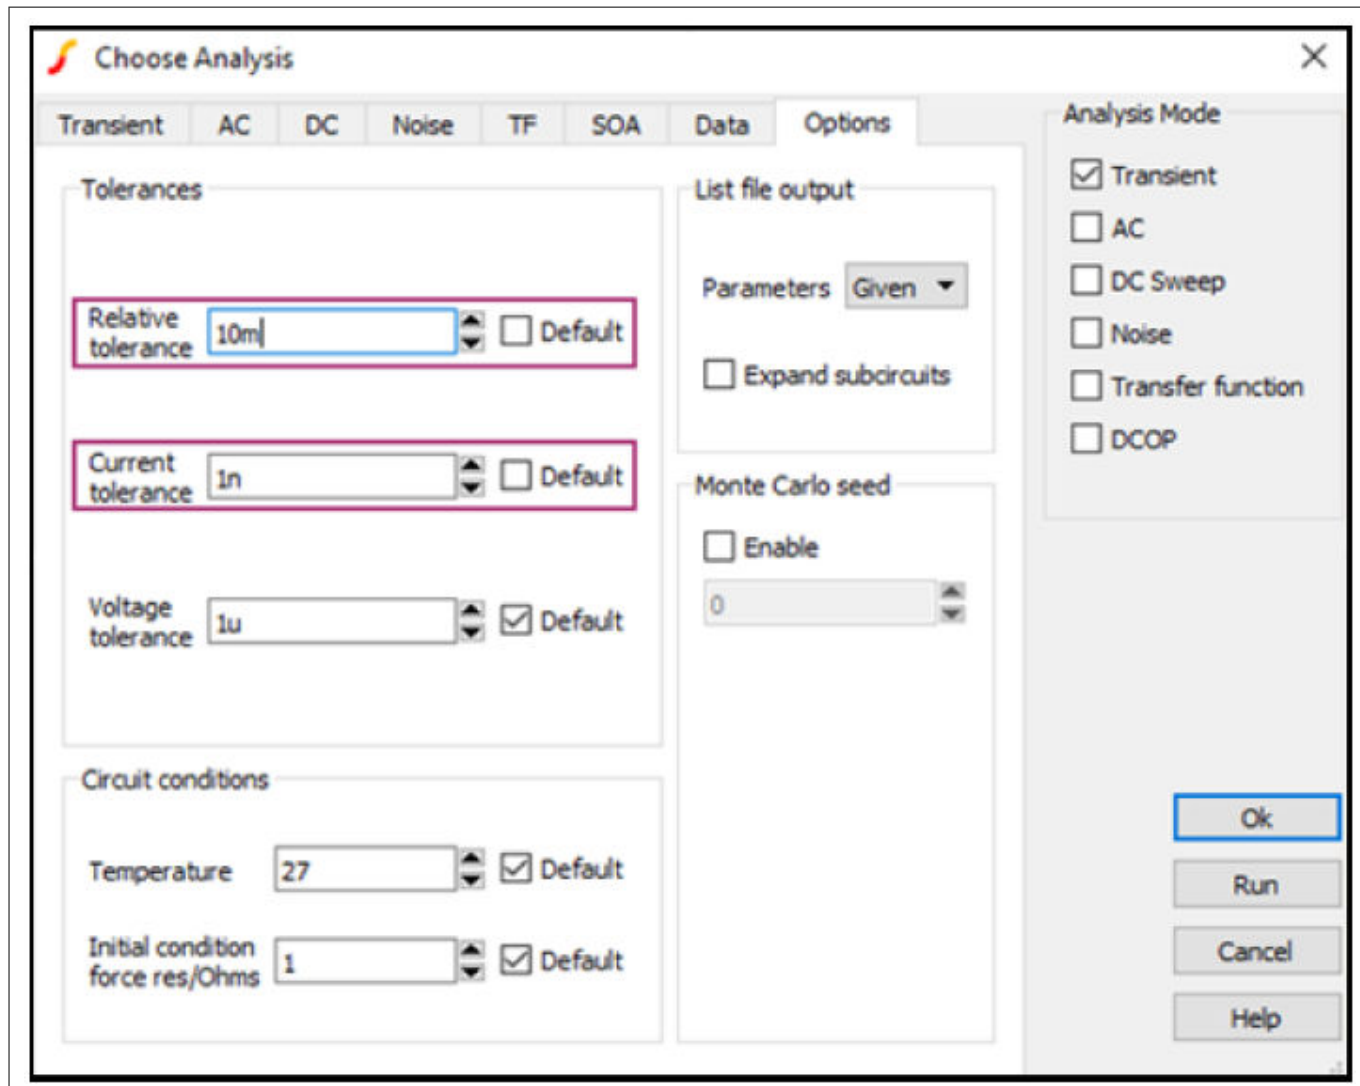 Choose Analysis
Transient AC DC Noise TF SOA Data Options
Tolerances
Relative
tolerance
10m
Default
Current
tolerance
1n
Default
Voltage
tolerance
1u
Default
Circuit conditions
Temperature
27
Default
Initial condition
force res/Ohms
1
Default
List file output
Parameters
Given
Expand subcircuits
Monte Carlo seed
Enable
0
Analysis Mode
Transient
AC
DC Sweep
Noise
Transfer function
DCOP
Ok
Run
Cancel
Help